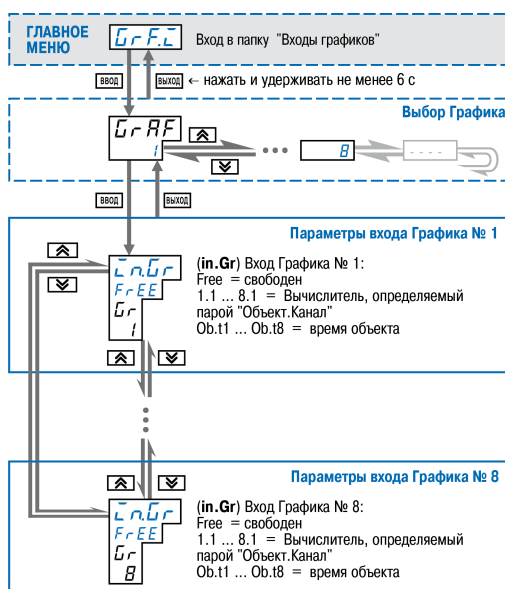 ГЛАВНОЕ МЕНЮ
GrF.i
Вход в папку "Входы графиков"
ВВОД
ВЫХОД
← нажать и удерживать не менее 6 с
Выбор Графика
GrAF
1
•••
8
----
ВВОД
ВЫХОД
Параметры входа Графика № 1
in.Gr
FrEE
Gr
1
(in.Gr) Вход Графика № 1:
Free = свободен
1.1 ... 8.1 = Вычислитель, определяемый
парой "Объект.Канал"
Ob.t1 ... Ob.t8 = время объекта
Параметры входа Графика № 8
in.Gr
FrEE
Gr
8
(in.Gr) Вход Графика № 8:
Free = свободен
1.1 ... 8.1 = Вычислитель, определяемый
парой "Объект.Канал"
Ob.t1 ... Ob.t8 = время объекта